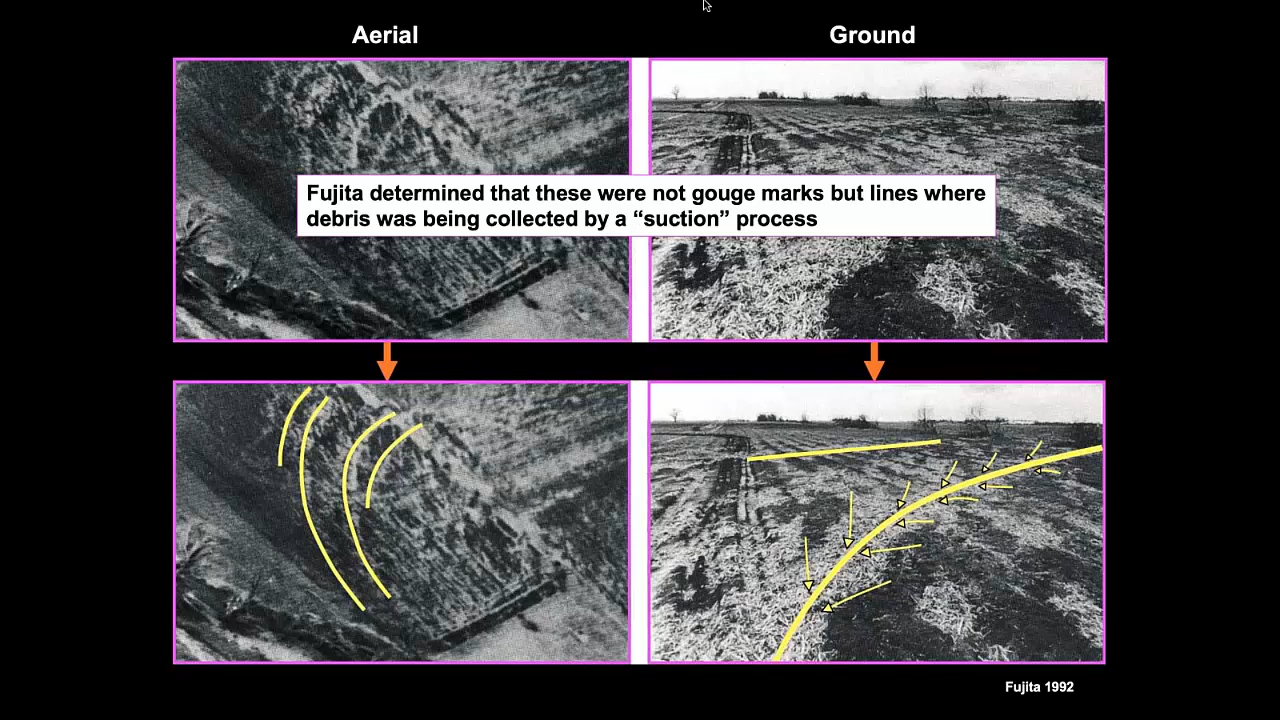 Aerial
Ground
Fujita determined that these were not gouge marks but lines where
debris was being collected by a “suction” process
Fujita 1992